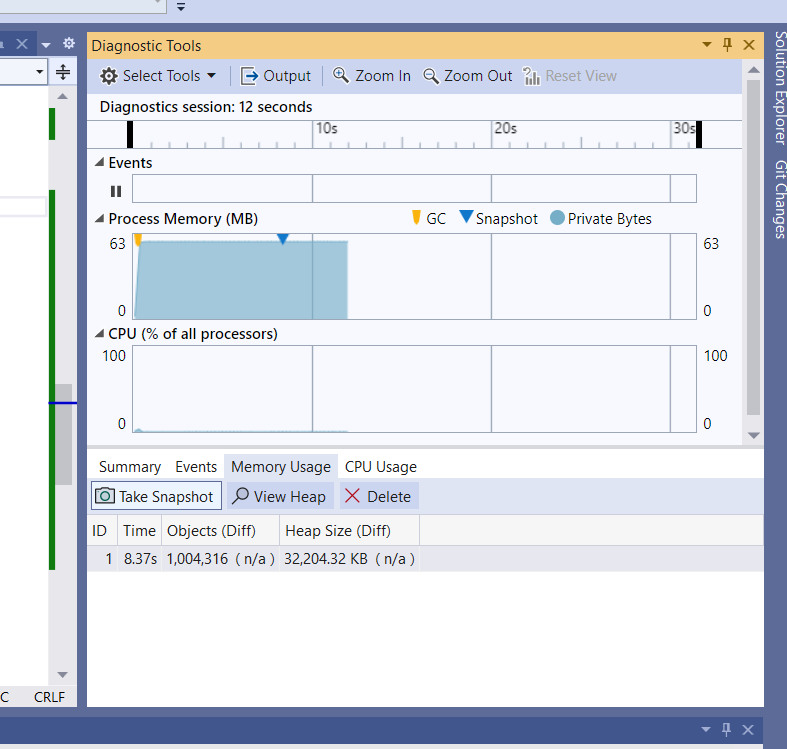 Diagnostic Tools
Select Tools Output Zoom In Zoom Out Reset View
Diagnostics session: 12 seconds
10s 20s 30s
Events
Process Memory (MB) GC Snapshot Private Bytes
63 63
0 0
CPU (% of all processors)
100 100
0 0
Summary Events Memory Usage CPU Usage
Take Snapshot View Heap Delete
ID Time Objects (Diff) Heap Size (Diff)
1 8.37s 1,004,316 (n/a) 32,204.32 KB (n/a)
C CRLF
Solution Explorer
Git Changes